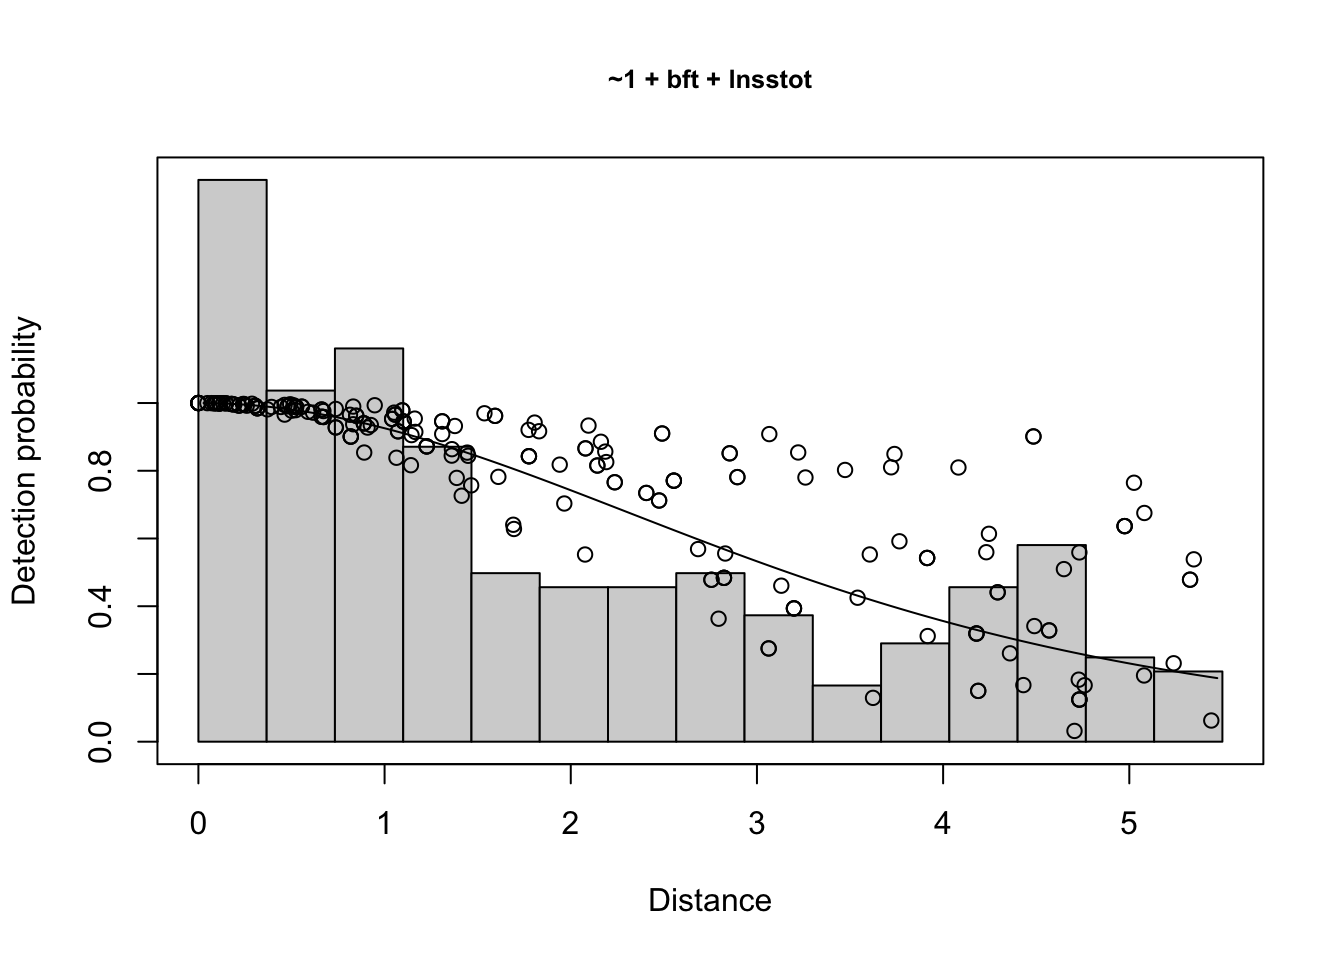 ~1 + bft + lnsstot
Detection probability
0.8
0.4
0.0
0 1 2 3 4 5
Distance